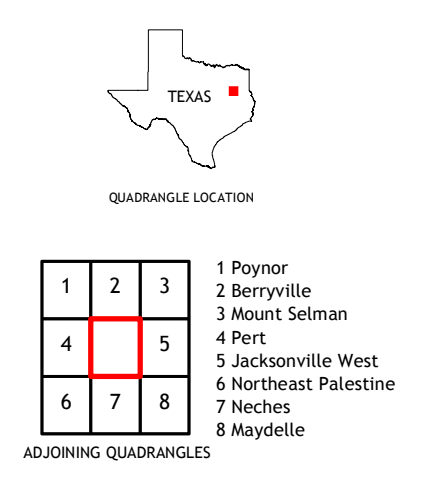 TEXAS
QUADRANGLE LOCATION
1 2 3
4 5
6 7 8
1 Poynor
2 Berryville
3 Mount Selman
4 Pert
5 Jacksonville West
6 Northeast Palestine
7 Neches
8 Maydelle
ADJOINING QUADRANGLES